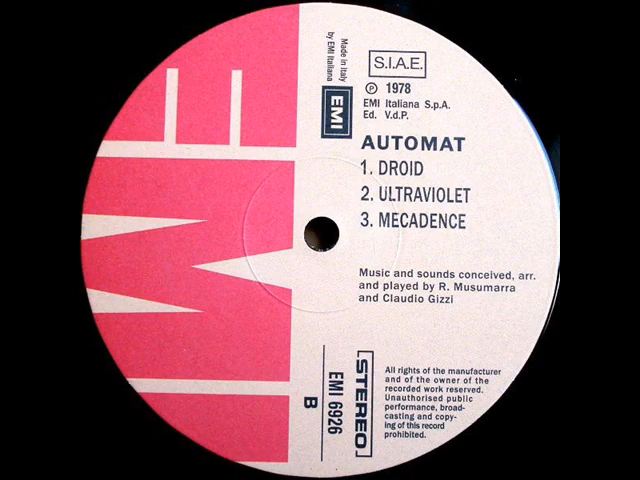 Made in Italy
by EMI Italiana
EMI
S.I.A.E.
Ⓟ 1978
EMI Italiana S.p.A.
Ed. V.d.P.
AUTOMAT
1. DROID
2. ULTRAVIOLET
3. MECADENCE
Music and sounds conceived, arr.
and played by R. Musumarra
and Claudio Gizzi
STEREO
EMI 6926
B
All rights of the manufacturer
and of the owner of the
recorded work reserved.
Unauthorised public
performance, broad-
casting and copy-
ing of this record
prohibited.
EMI